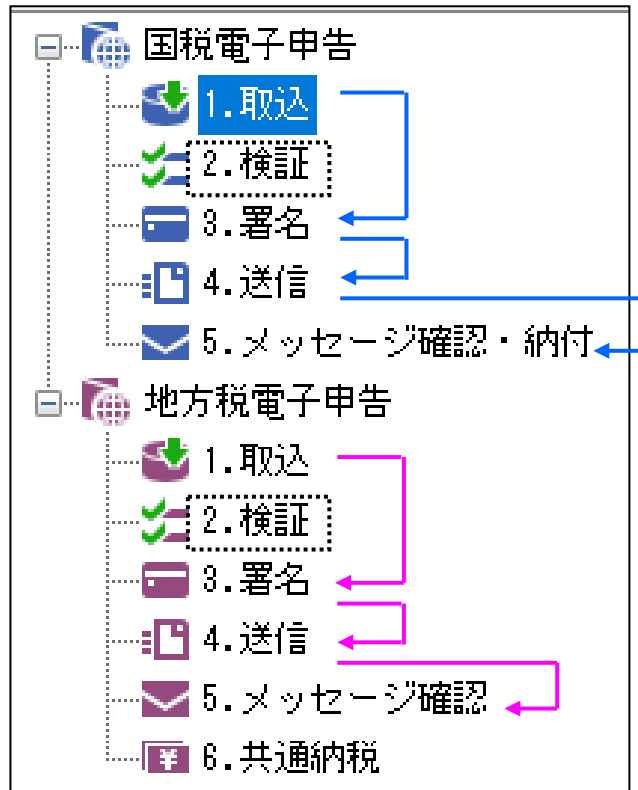 国税電子申告
1.取込
2.検証
3.署名
4.送信
5.メッセージ確認・納付
地方税電子申告
1.取込
2.検証
3.署名
4.送信
5.メッセージ確認
6.共通納税